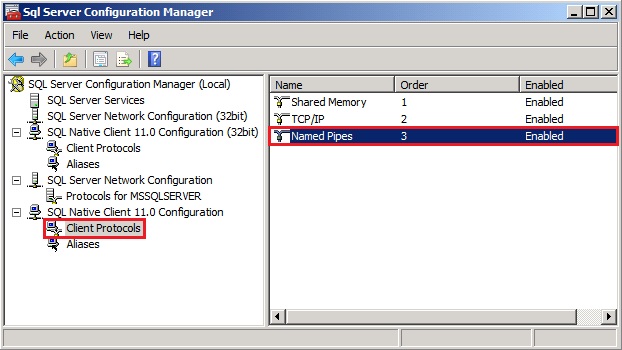 Sql Server Configuration Manager
File Action View Help
SQL Server Configuration Manager (Local)
SQL Server Services
SQL Server Network Configuration (32bit)
SQL Native Client 11.0 Configuration (32bit)
Client Protocols
Aliases
SQL Server Network Configuration
Protocols for MSSQLSERVER
SQL Native Client 11.0 Configuration
Client Protocols
Aliases
Name Order Enabled
Shared Memory 1 Enabled
TCP/IP 2 Enabled
Named Pipes 3 Enabled